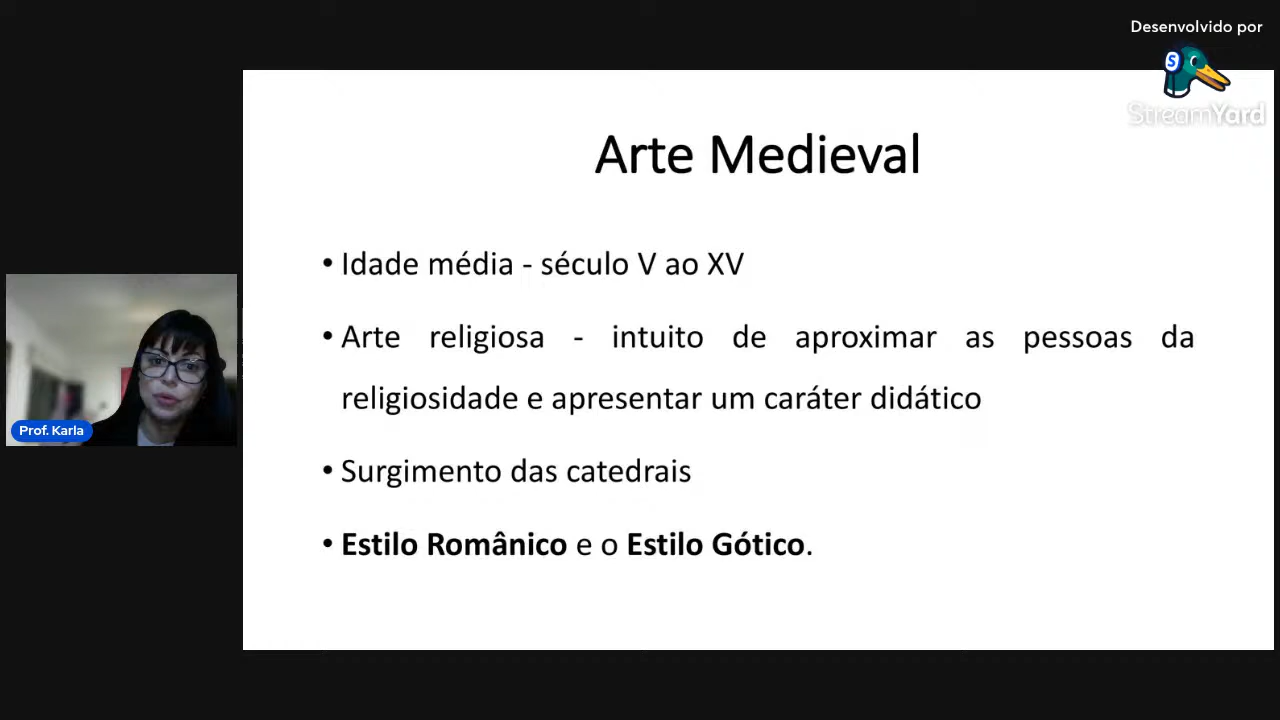 Desenvolvido por
StreamYard
Arte Medieval
• Idade média - século V ao XV
• Arte religiosa - intuito de aproximar as pessoas da
religiosidade e apresentar um caráter didático
• Surgimento das catedrais
• Estilo Românico e o Estilo Gótico.
Prof. Karla